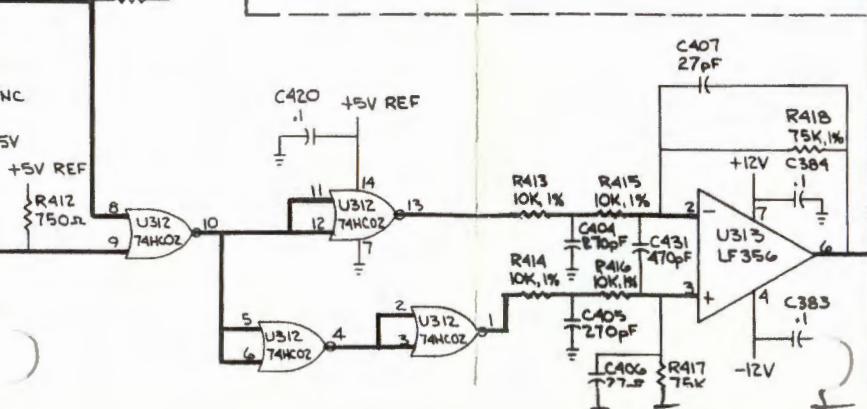 NC
5V
+5V REF
R412
750Ω
8
9
U312
74HC02
10
C420
.1
+5V REF
14
11
12
U312
74HC02
13
7
5
6
U312
74HC02
4
2
3
U312
74HC02
1
R413
10K, 1%
R415
10K, 1%
C404
270pF
C431
470pF
R414
10K, 1%
R416
10K, 1%
C405
270pF
C406
R417
75K
C407
27pF
R418
75K, 1%
+12V
C384
.1
7
2
-
U313
LF356
6
3
+
4
C383
.1
-12V